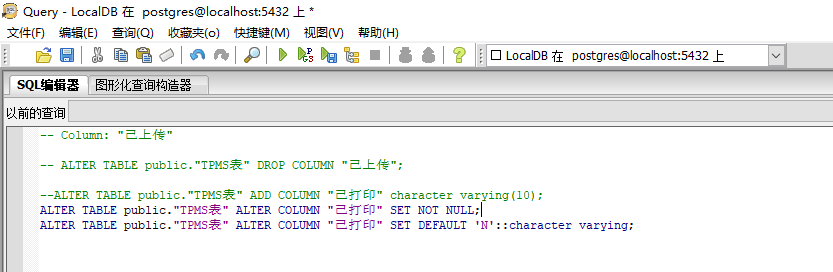 Query - LocalDB 在 postgres@localhost:5432 上 *
文件(F) 编辑(E) 查询(Q) 收藏夹(o) 快捷键(M) 视图(V) 帮助(H)
LocalDB 在 postgres@localhost:5432 上
SQL编辑器 图形化查询构造器
以前的查询
-- Column: "己上传"
-- ALTER TABLE public."TPMS表" DROP COLUMN "己上传";
--ALTER TABLE public."TPMS表" ADD COLUMN "己打印" character varying(10);
ALTER TABLE public."TPMS表" ALTER COLUMN "己打印" SET NOT NULL;
ALTER TABLE public."TPMS表" ALTER COLUMN "己打印" SET DEFAULT 'N'::character varying;